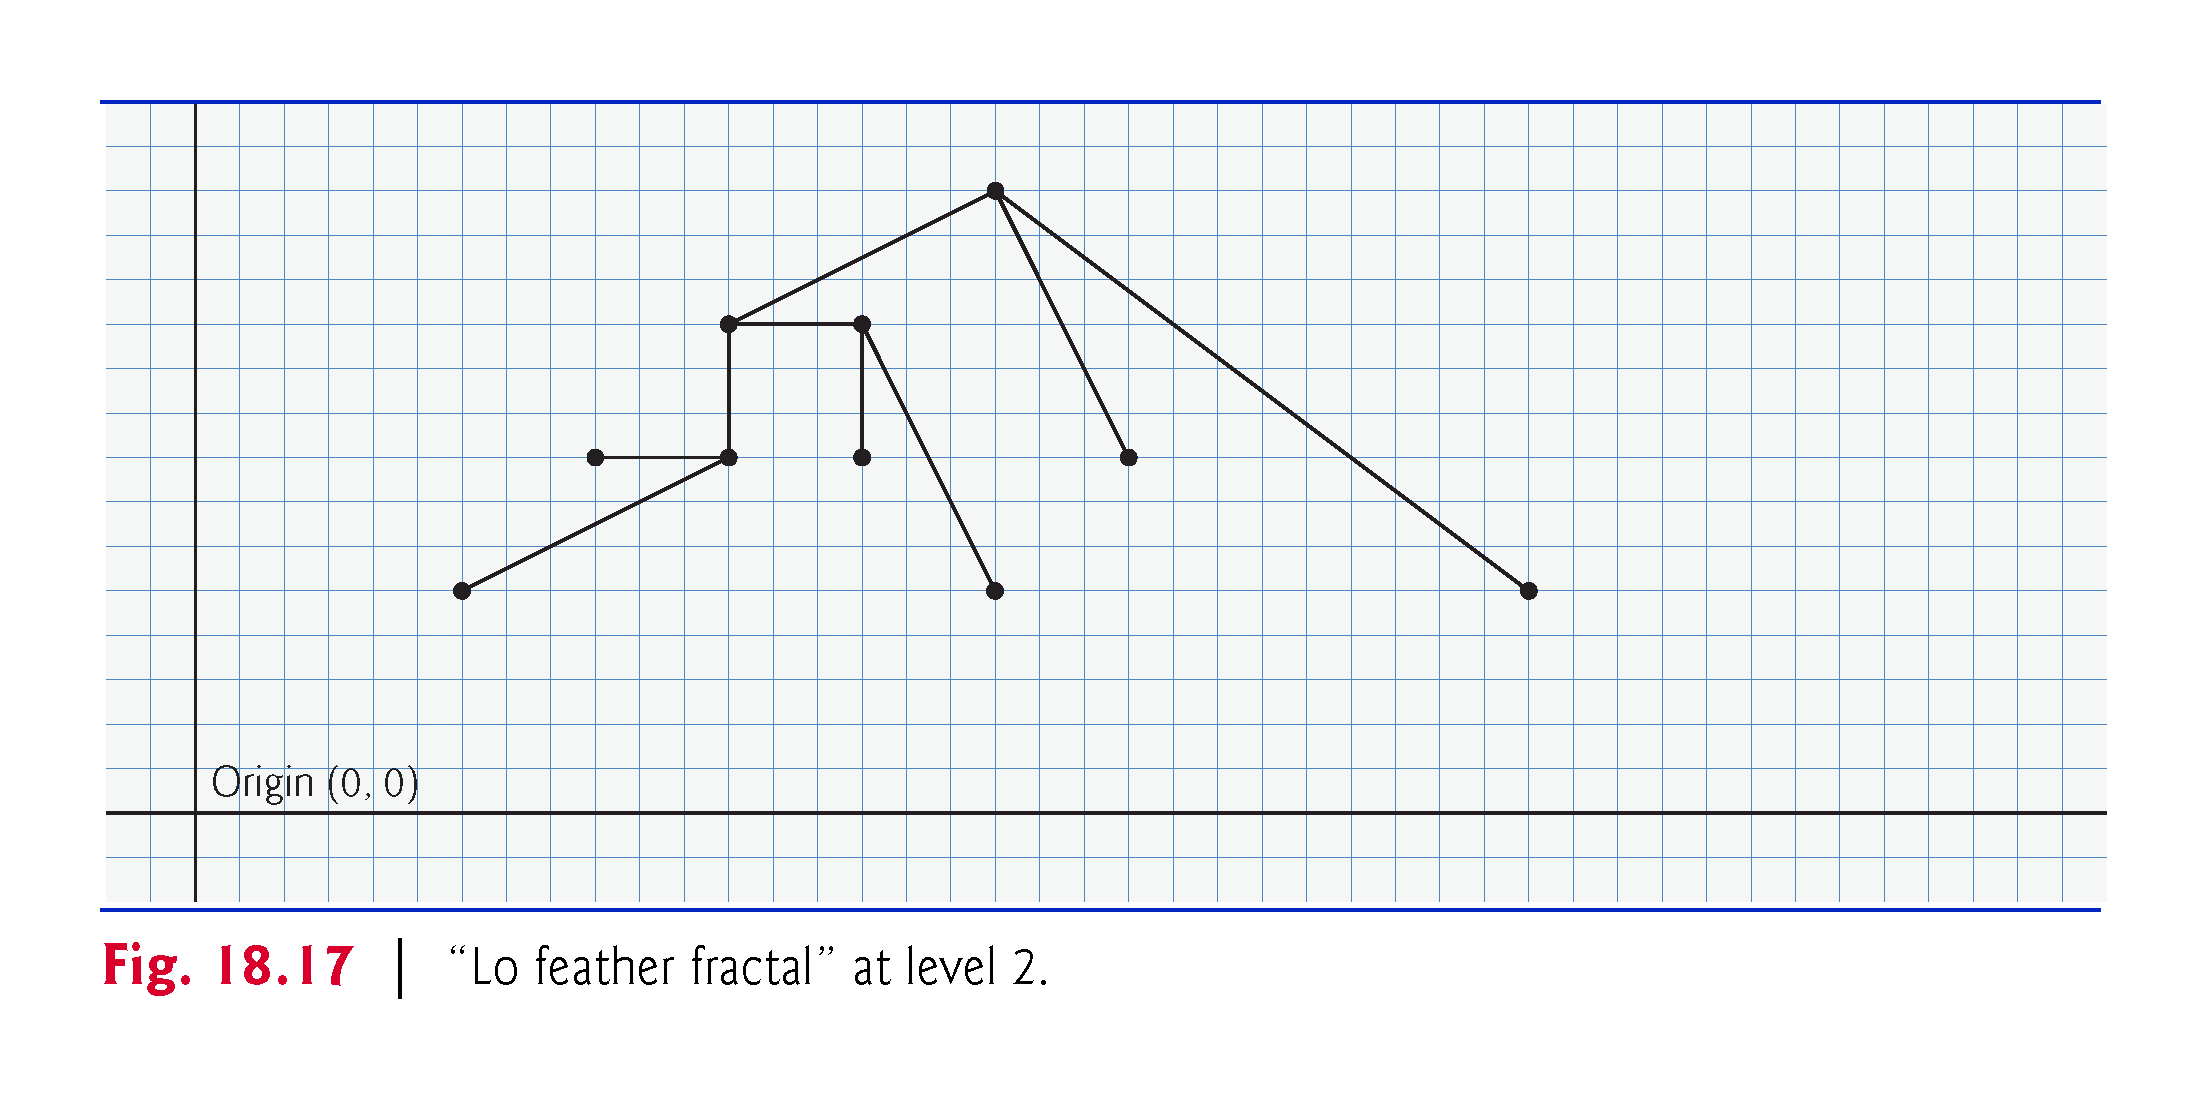 Origin (0, 0)
Fig. 18.17 | “Lo feather fractal” at level 2.